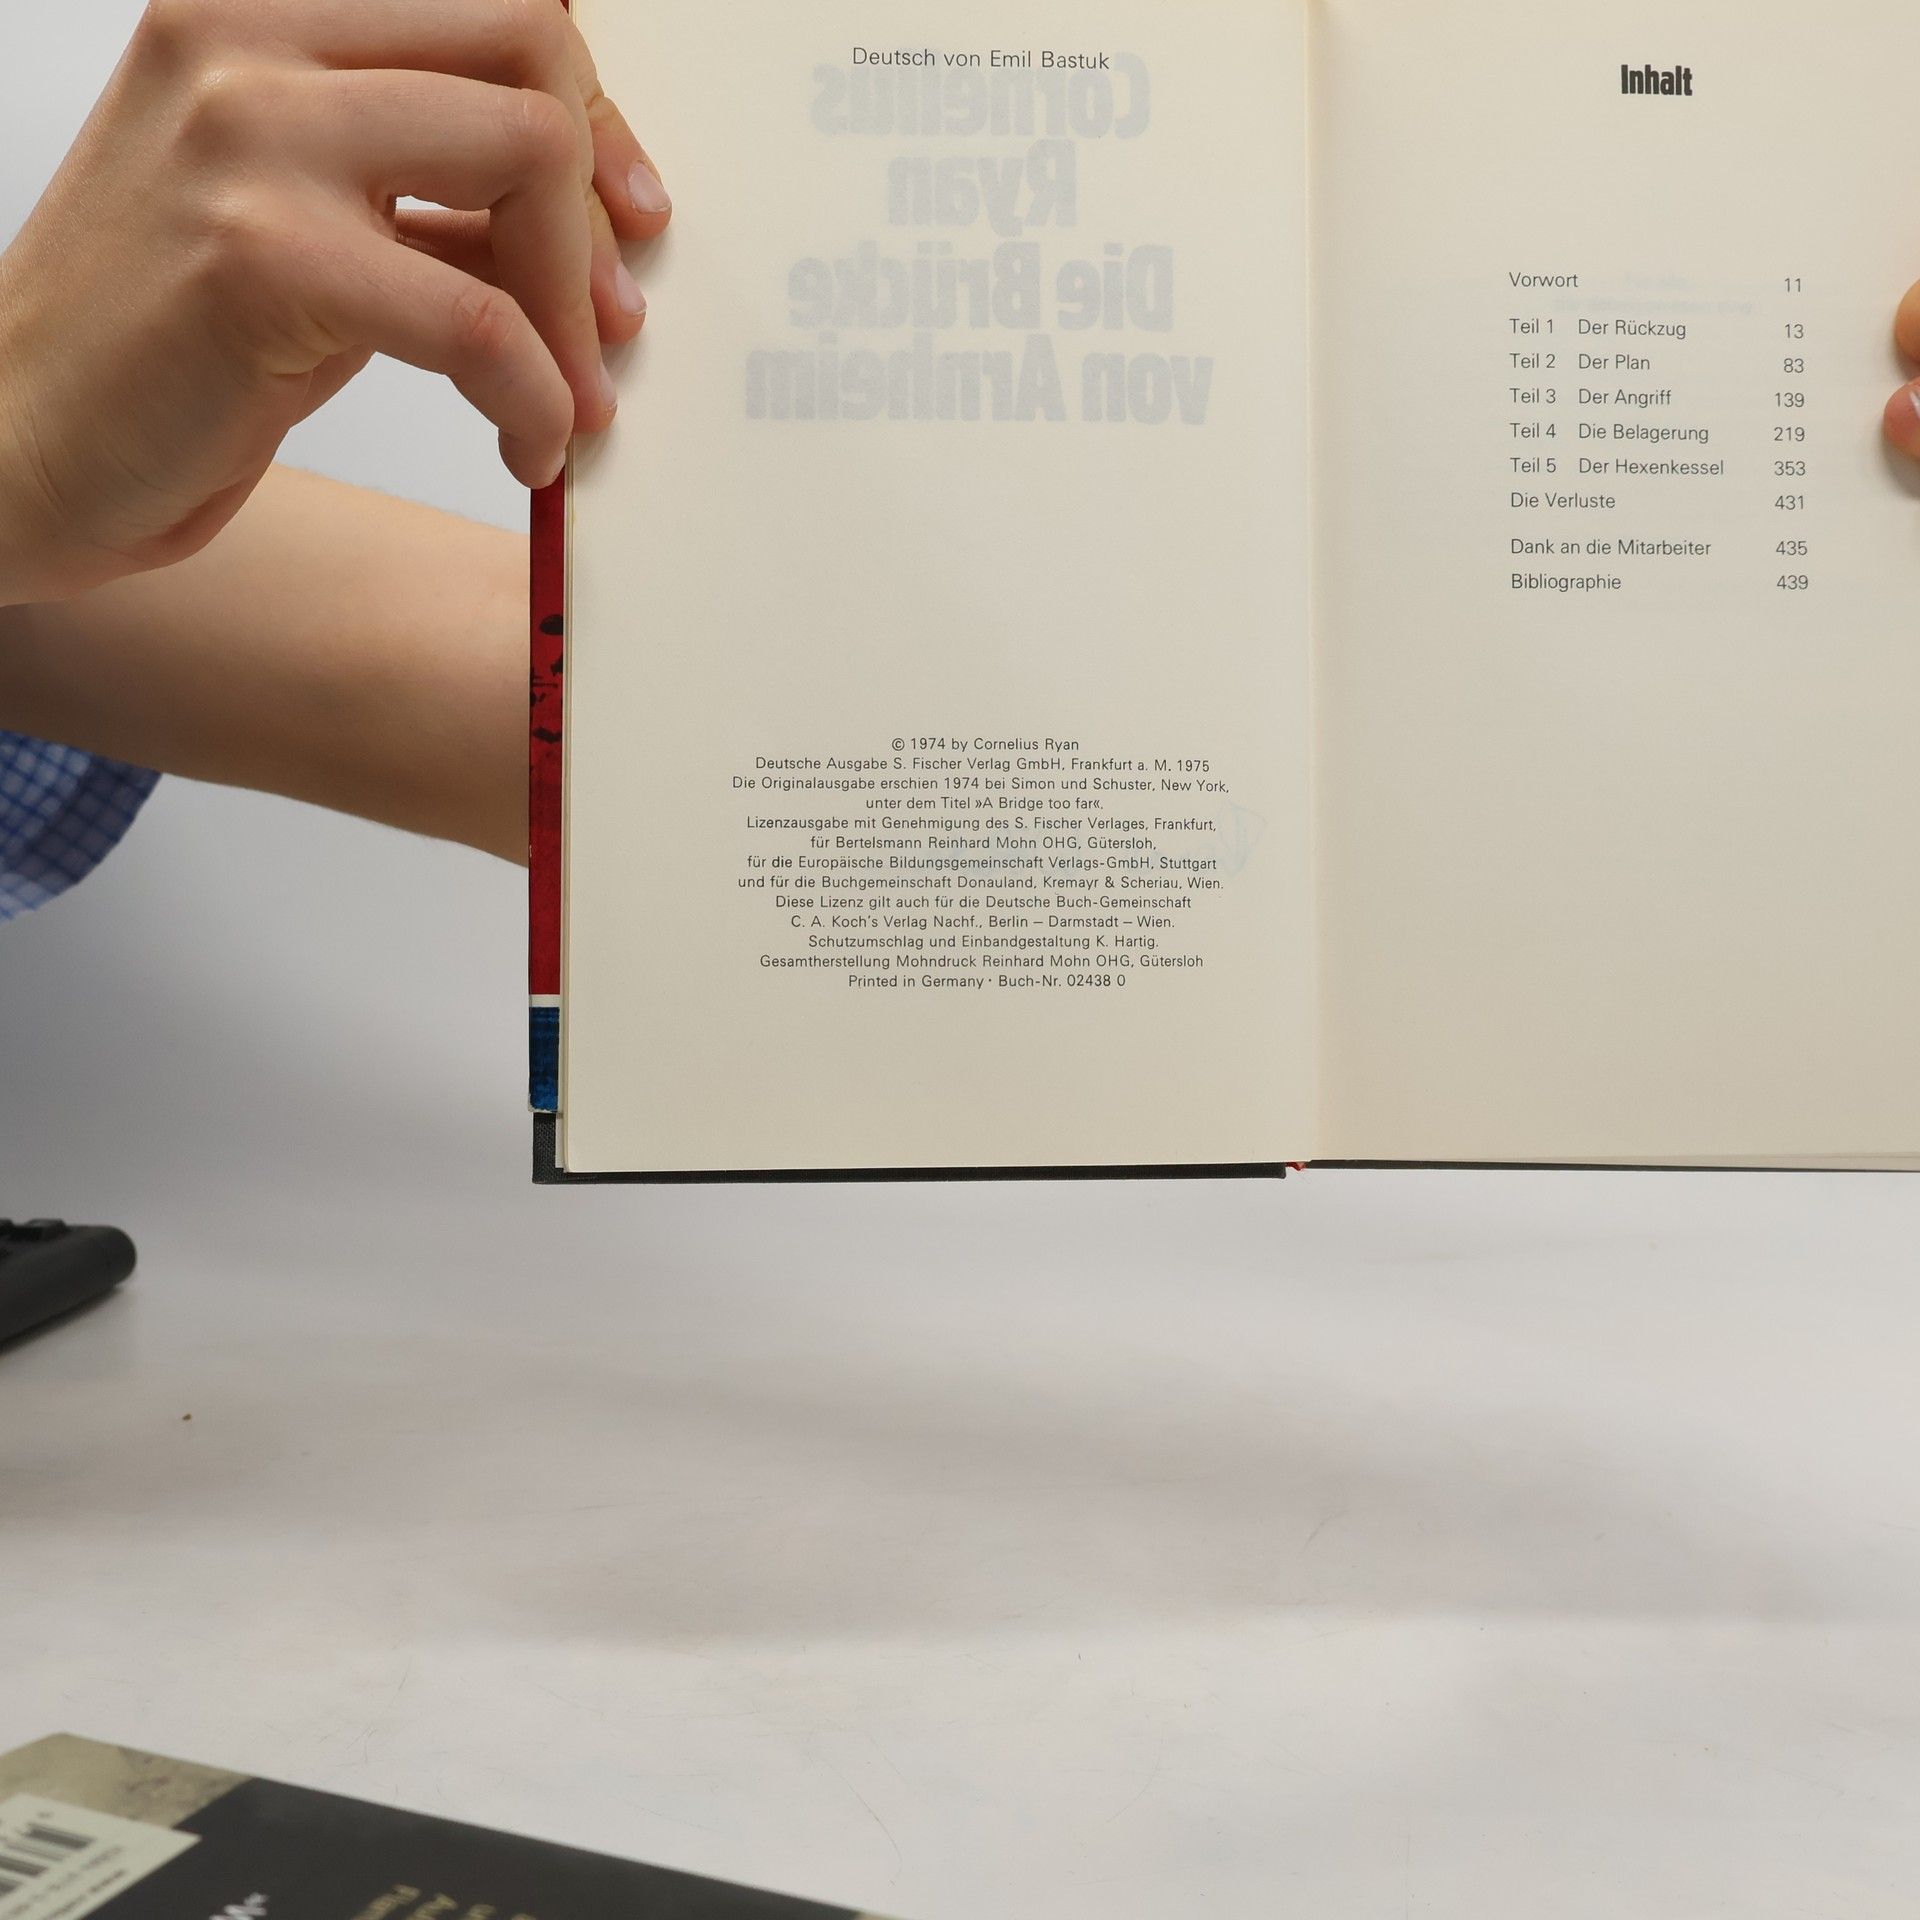 Deutsch von Emil Bastuk
Cornelius
Ryan
Die Brücke
von Arnheim
© 1974 by Cornelius Ryan
Deutsche Ausgabe S. Fischer Verlag GmbH, Frankfurt a. M. 1975
Die Originalausgabe erschien 1974 bei Simon und Schuster, New York,
unter dem Titel »A Bridge too far«.
Lizenzausgabe mit Genehmigung des S. Fischer Verlages, Frankfurt,
für Bertelsmann Reinhard Mohn OHG, Gütersloh,
für die Europäische Bildungsgemeinschaft Verlags-GmbH, Stuttgart
und für die Buchgemeinschaft Donauland, Kremayr & Scheriau, Wien.
Diese Lizenz gilt auch für die Deutsche Buch-Gemeinschaft
C. A. Koch's Verlag Nachf., Berlin – Darmstadt – Wien.
Schutzumschlag und Einbandgestaltung K. Hartig.
Gesamtherstellung Mohndruck Reinhard Mohn OHG, Gütersloh
Printed in Germany · Buch-Nr. 02438 0
Inhalt
Vorwort 11
Teil 1 Der Rückzug 13
Teil 2 Der Plan 83
Teil 3 Der Angriff 139
Teil 4 Die Belagerung 219
Teil 5 Der Hexenkessel 353
Die Verluste 431
Dank an die Mitarbeiter 435
Bibliographie 439